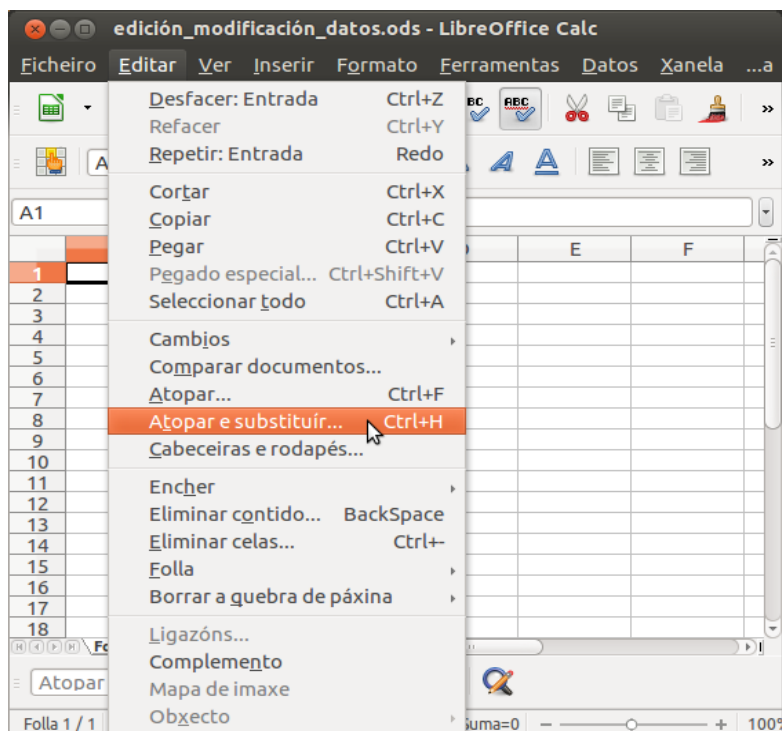 edición_modificación_datos.ods - LibreOffice Calc
Ficheiro Editar Ver Inserir Formato Ferramentas Datos Xanela ...a
Desfacer: Entrada Ctrl+Z
Refacer Ctrl+Y
Repetir: Entrada Redo
Cortar Ctrl+X
Copiar Ctrl+C
Pegar Ctrl+V
Pegado especial... Ctrl+Shift+V
Seleccionar todo Ctrl+A
Cambios
Comparar documentos...
Atopar... Ctrl+F
Atopar e substituír... Ctrl+H
Cabeceiras e rodapés...
Encher
Eliminar contido... BackSpace
Eliminar celas... Ctrl+-
Folla
Borrar a quebra de páxina
Ligazóns...
Complemento
Mapa de imaxe
Obxecto
ABC
A A
A1
E F
1
2
3
4
5
6
7
8
9
10
11
12
13
14
15
16
17
18
Fo
Atopar
Folla 1 / 1 Suma=0 100%